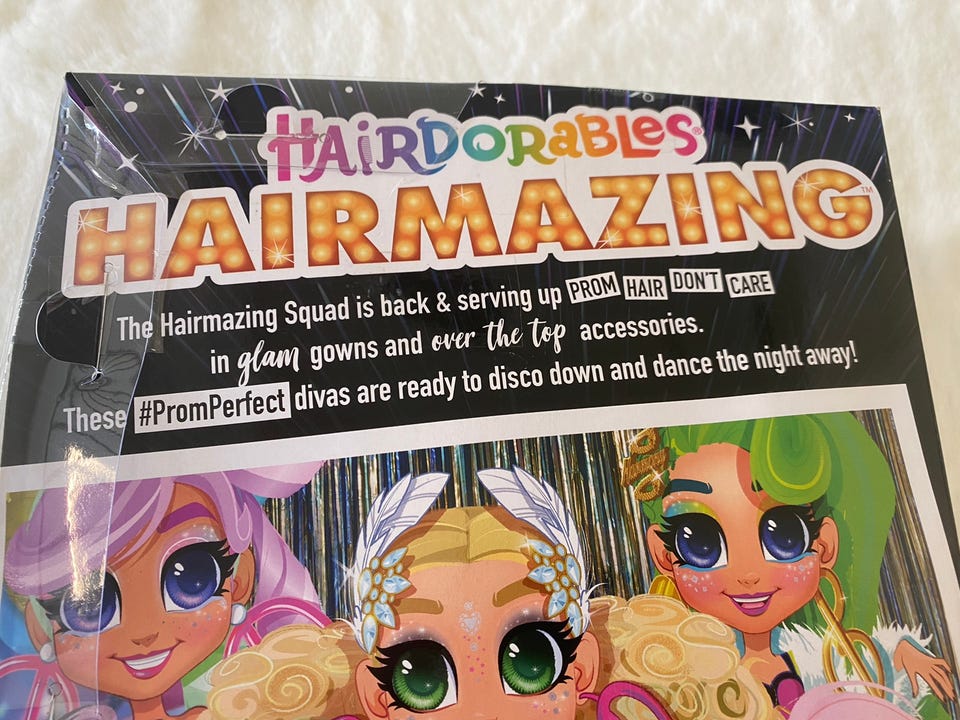 HAIRDORABLES®
HAIRMAZING™
The Hairmazing Squad is back & serving up PROM HAIR DON'T CARE
in glam gowns and over the top accessories.
These #PromPerfect divas are ready to disco down and dance the night away!